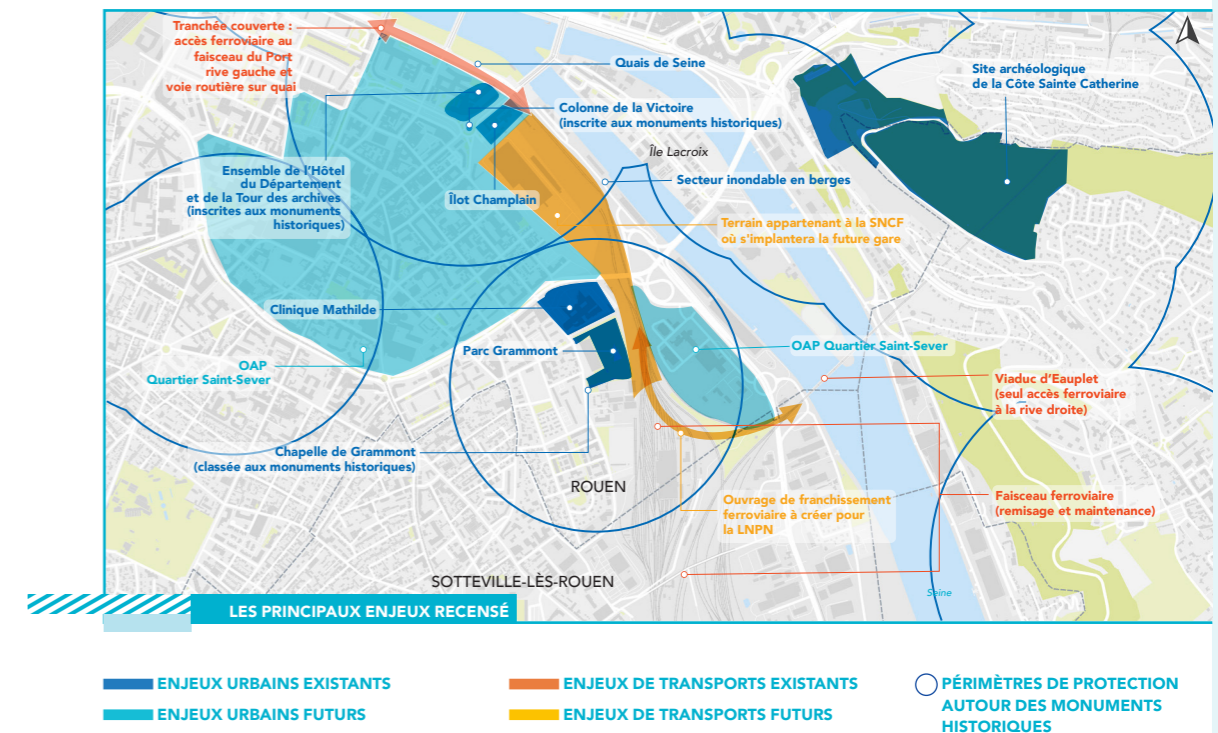 Tranchée couverte :
accès ferroviaire au
faisceau du Port
rive gauche et
voie routière sur quai
Quais de Seine
Colonne de la Victoire
(inscrite aux monuments historiques)
Site archéologique
de la Côte Sainte Catherine
Île Lacroix
Ensemble de l'Hôtel
du Département
et de la Tour des archives
(inscrites aux monuments
historiques)
Îlot Champlain
Secteur inondable en berges
Terrain appartenant à la SNCF
où s'implantera la future gare
Clinique Mathilde
Parc Grammont
OAP Quartier Saint-Sever
OAP
Quartier Saint-Sever
Viaduc d'Eauplet
(seul accès ferroviaire
à la rive droite)
Chapelle de Grammont
(classée aux monuments historiques)
ROUEN
Ouvrage de franchissement
ferroviaire à créer pour
la LNPN
Faisceau ferroviaire
(remisage et maintenance)
SOTTEVILLE-LÈS-ROUEN
Seine
LES PRINCIPAUX ENJEUX RECENSÉ
ENJEUX URBAINS EXISTANTS
ENJEUX URBAINS FUTURS
ENJEUX DE TRANSPORTS EXISTANTS
ENJEUX DE TRANSPORTS FUTURS
PÉRIMÈTRES DE PROTECTION
AUTOUR DES MONUMENTS
HISTORIQUES